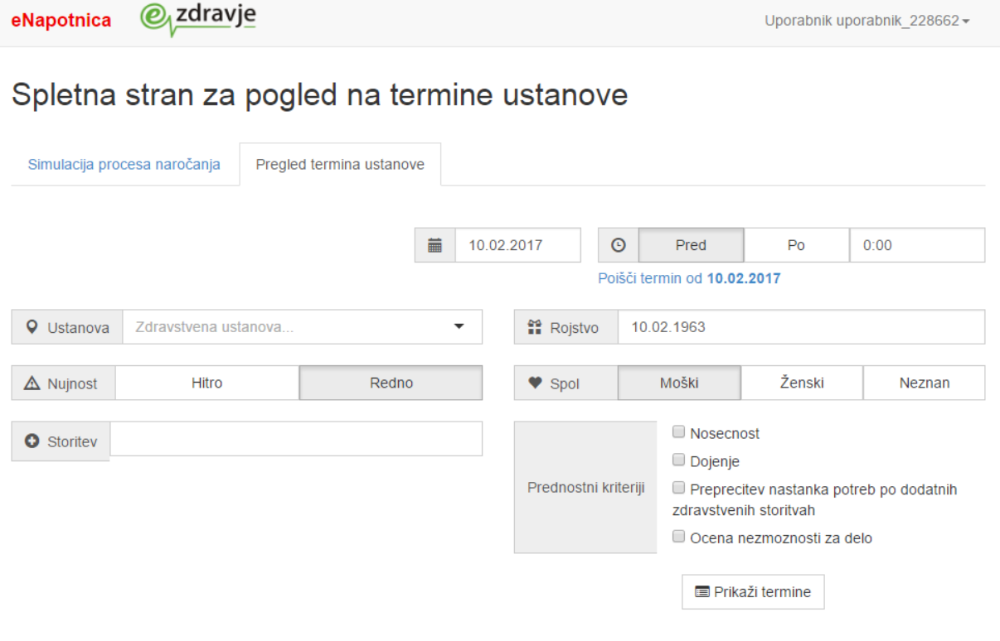 eNapotnica
e zdravje
Uporabnik uporabnik_228662
Spletna stran za pogled na termine ustanove
Simulacija procesa naročanja
Pregled termina ustanove
10.02.2017
Pred
Po
0:00
Poišči termin od 10.02.2017
Ustanova
Zdravstvena ustanova...
Rojstvo
10.02.1963
Nujnost
Hitro
Redno
Spol
Moški
Ženski
Neznan
Storitev
Prednostni kriteriji
Nosecnost
Dojenje
Preprecitev nastanka potreb po dodatnih
zdravstvenih storitvah
Ocena nezmoznosti za delo
Prikaži termine